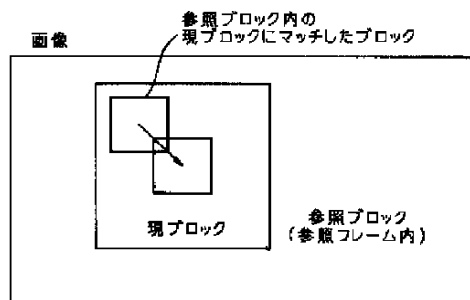 参照ブロック内の
現ブロックにマッチしたブロック
画像
現ブロック
参照ブロック
(参照フレーム内)